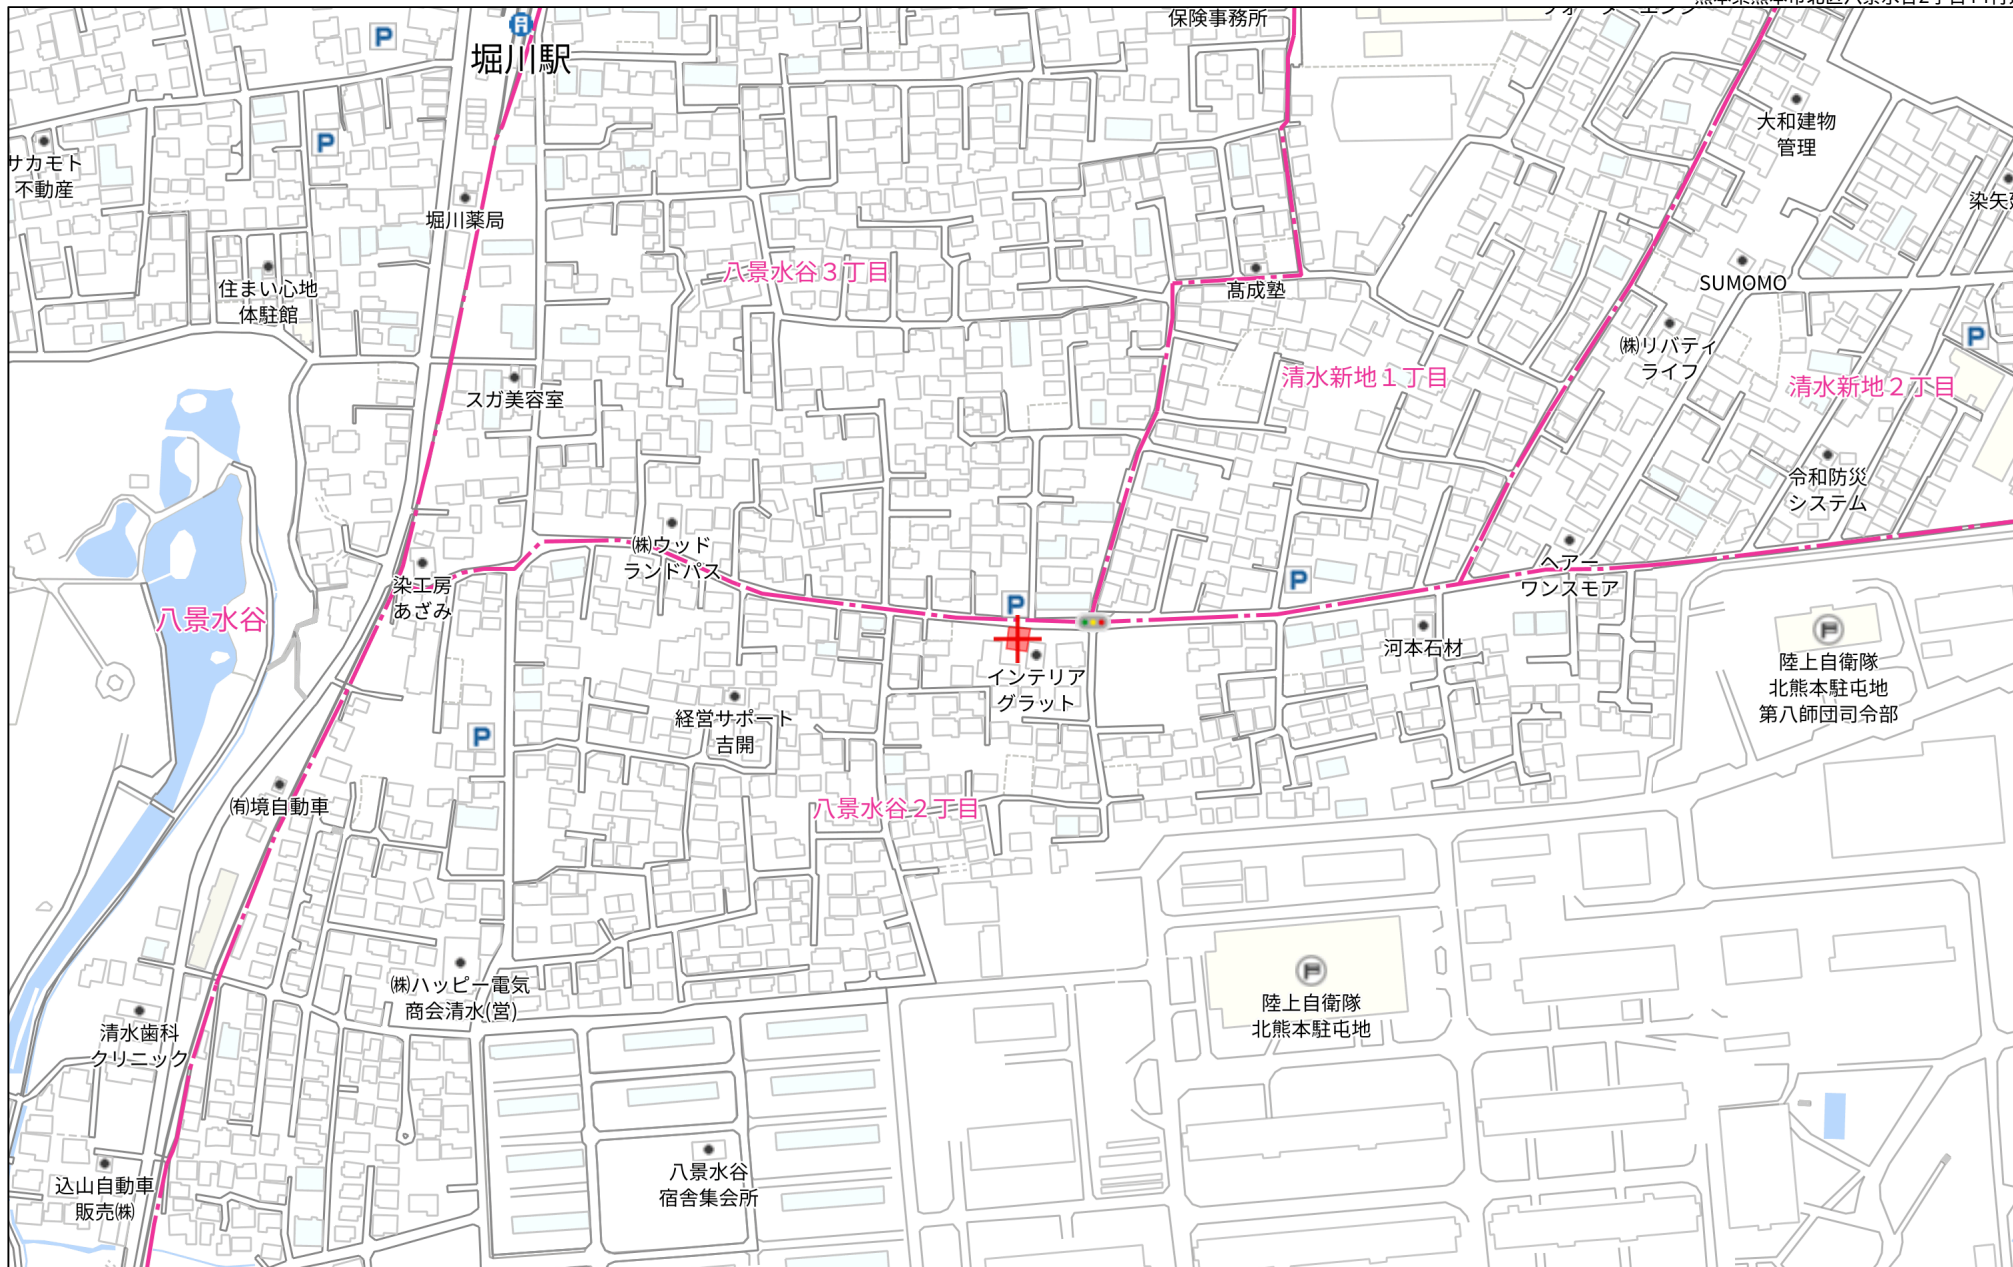 保険事務所
P
堀川駅
大和建物
管理
P
サカモト
不動産
堀川薬局
八景水谷3丁目
住まい心地
体駐館
髙成塾
SUMOMO
㈱リバティ
ライフ
P
清水新地1丁目
清水新地2丁目
スガ美容室
令和防災
システム
㈱ウッド
ランドパス
ヘアー
ワンスモア
P
染工房
あざみ
P
八景水谷
河本石材
インテリア
グラット
陸上自衛隊
北熊本駐屯地
第八師団司令部
経営サポート
吉開
P
㈲境自動車
八景水谷2丁目
㈱ハッピー電気
商会清水(営)
陸上自衛隊
北熊本駐屯地
清水歯科
クリニック
八景水谷
宿舎集会所
込山自動車
販売㈱